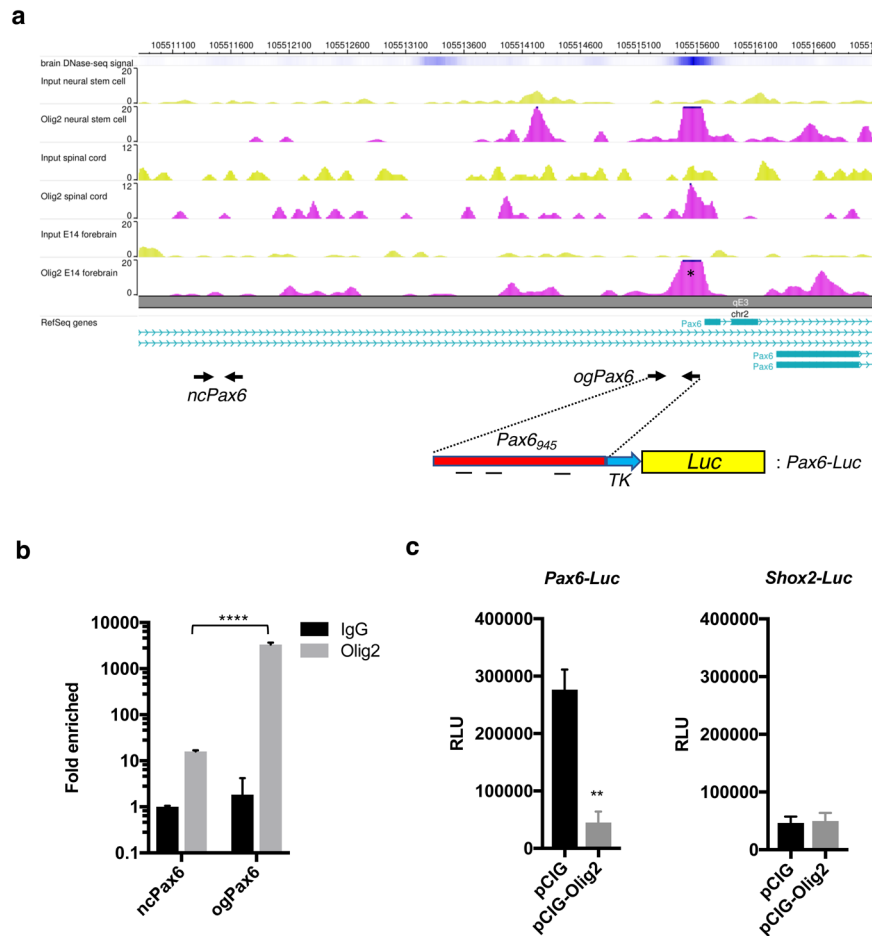 a
105511100 105511600 105512100 105512600 105513100 105513600 105514100 105514600 105515100 105515600 105516100 105516600
brain DNase-seq signal
Input neural stem cell
20
0
Olig2 neural stem cell
20
0
Input spinal cord
12
0
Olig2 spinal cord
12
0
Input E14 forebrain
20
0
Olig2 E14 forebrain
20
0
*
qE3
chr2
RefSeq genes
Pax6
Pax6
Pax6
ncPax6
ogPax6
Pax6945
TK
Luc
: Pax6-Luc
b
****
Fold enriched
10000
1000
100
10
1
0.1
IgG
Olig2
ncPax6
ogPax6
c
Pax6-Luc
RLU
400000
300000
200000
100000
0
**
pCIG
pCIG-Olig2
Shox2-Luc
RLU
400000
300000
200000
100000
0
pCIG
pCIG-Olig2